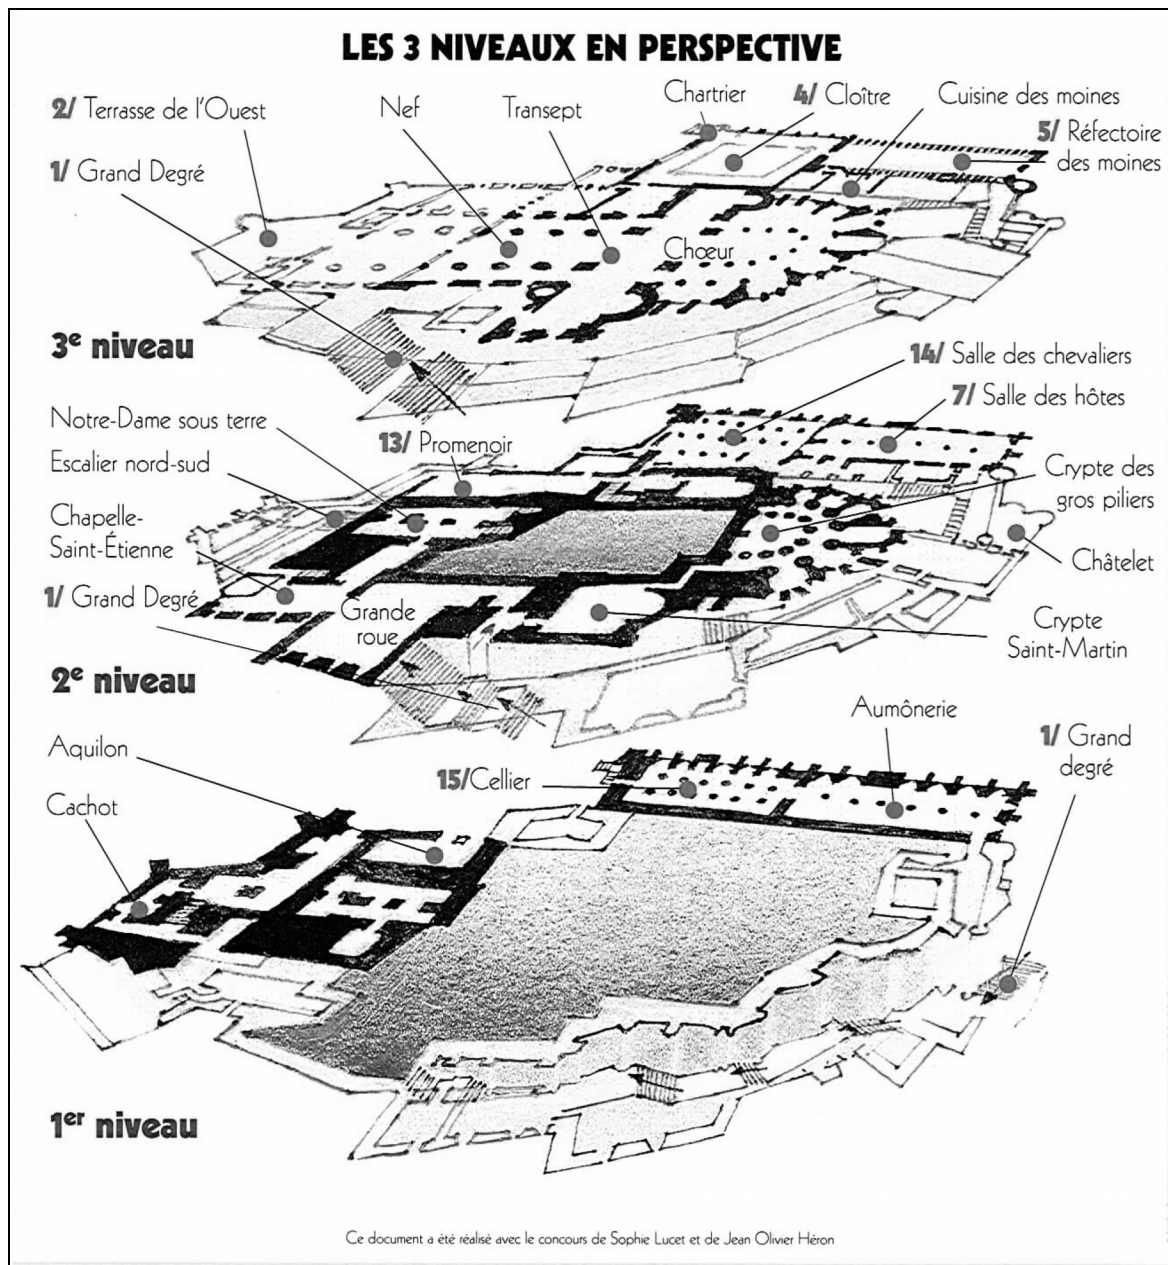 LES 3 NIVEAUX EN PERSPECTIVE
2/ Terrasse de l'Ouest
Nef
Transept
Chartrier
4/ Cloître
Cuisine des moines
5/ Réfectoire
des moines
1/ Grand Degré
Chœur
3e niveau
14/ Salle des chevaliers
7/ Salle des hôtes
Notre-Dame sous terre
13/ Promenoir
Escalier nord-sud
Crypte des
gros piliers
Chapelle-
Saint-Étienne
Châtelet
1/ Grand Degré
Grande
roue
Crypte
Saint-Martin
2e niveau
Aumônerie
Aquilon
15/Cellier
1/ Grand
degré
Cachot
1er niveau
Ce document a été réalisé avec le concours de Sophie Lucet et de Jean Olivier Héron